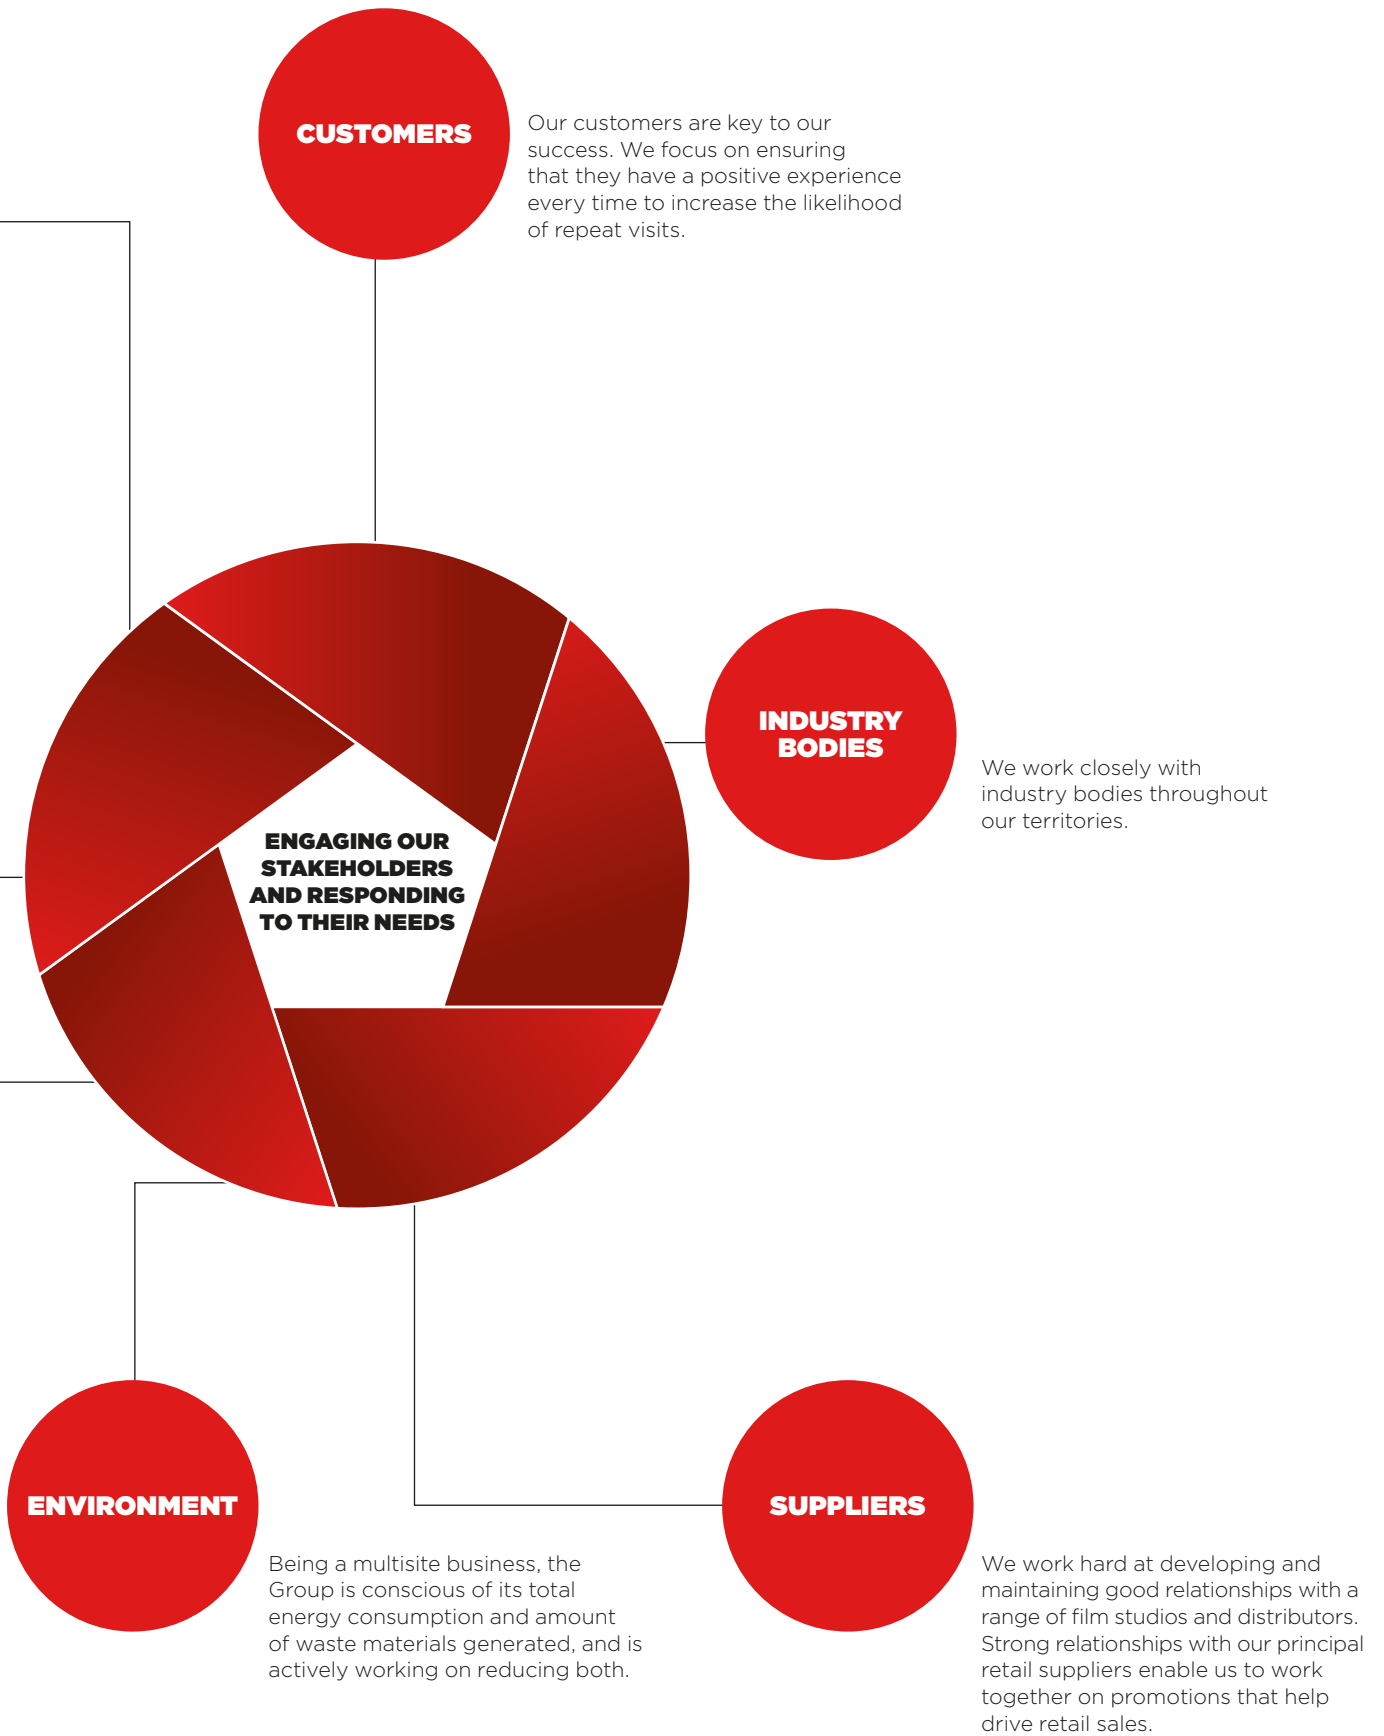 CUSTOMERS
Our customers are key to our
success. We focus on ensuring
that they have a positive experience
every time to increase the likelihood
of repeat visits.
INDUSTRY
BODIES
We work closely with
industry bodies throughout
our territories.
ENGAGING OUR
STAKEHOLDERS
AND RESPONDING
TO THEIR NEEDS
ENVIRONMENT
Being a multisite business, the
Group is conscious of its total
energy consumption and amount
of waste materials generated, and is
actively working on reducing both.
SUPPLIERS
We work hard at developing and
maintaining good relationships with a
range of film studios and distributors.
Strong relationships with our principal
retail suppliers enable us to work
together on promotions that help
drive retail sales.